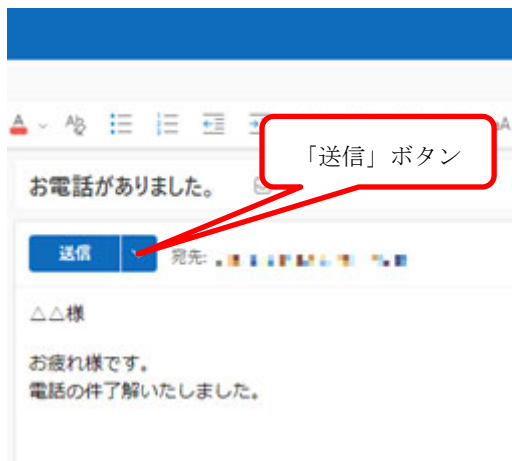 「送信」ボタン
お電話がありました。
送信
宛先:
△△様
お疲れ様です。
電話の件了解いたしました。